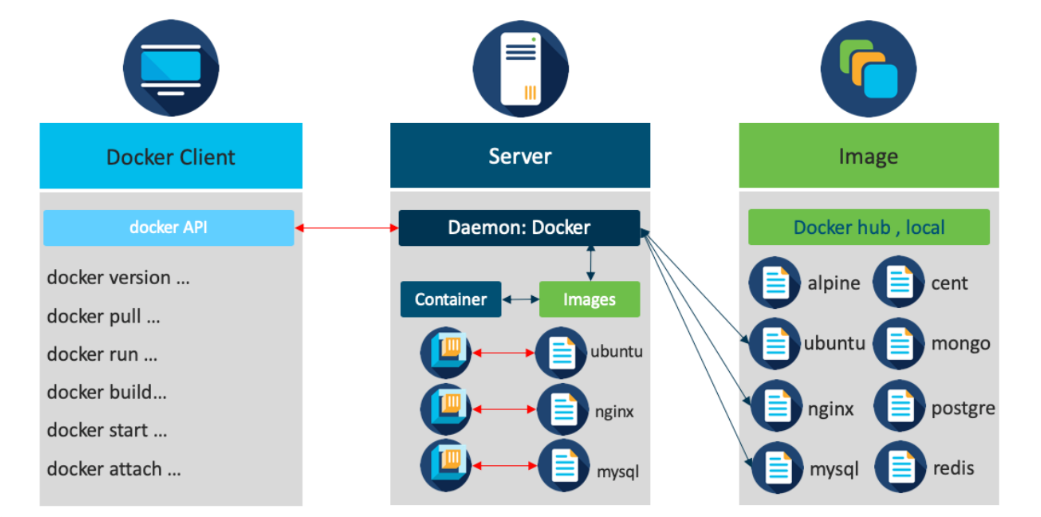 Docker Client
docker API
docker version ...
docker pull ...
docker run ...
docker build...
docker start ...
docker attach ...
Server
Daemon: Docker
Container
Images
ubuntu
nginx
mysql
Image
Docker hub , local
alpine
cent
ubuntu
mongo
nginx
postgre
mysql
redis